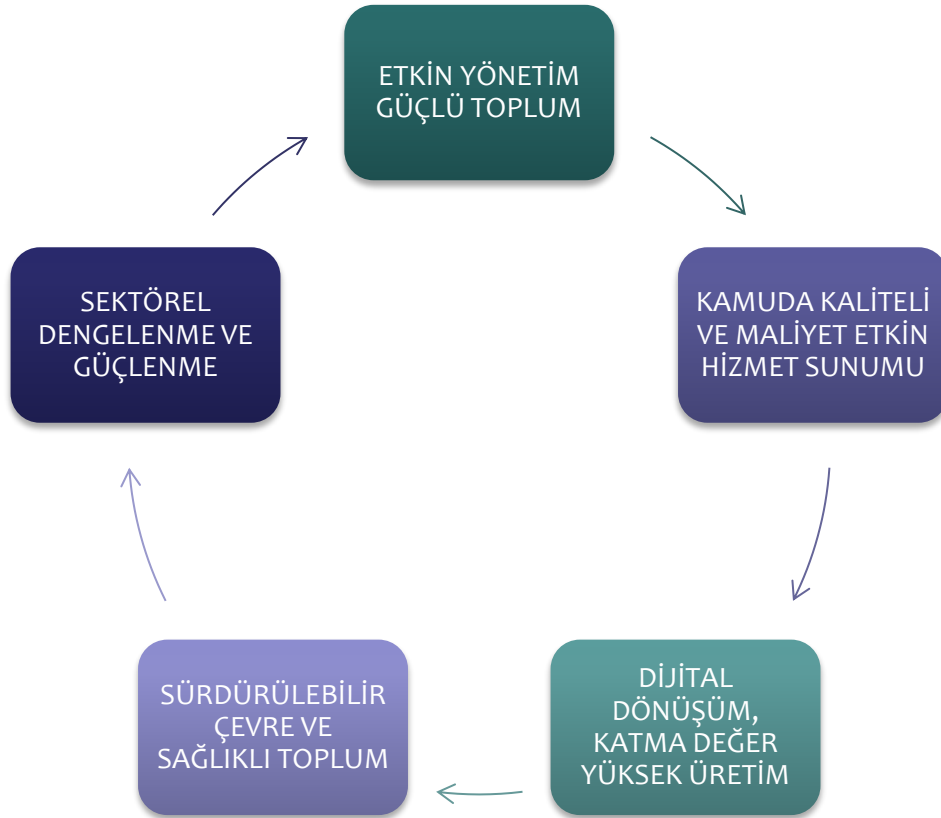 ETKİN YÖNETİM
GÜÇLÜ TOPLUM
KAMUDA KALİTELİ
VE MALİYET ETKİN
HİZMET SUNUMU
DİJİTAL
DÖNÜŞÜM,
KATMA DEĞER
YÜKSEK ÜRETİM
SÜRDÜRÜLEBİLİR
ÇEVRE VE
SAĞLIKLI TOPLUM
SEKTÖREL
DENGELENME VE
GÜÇLENME